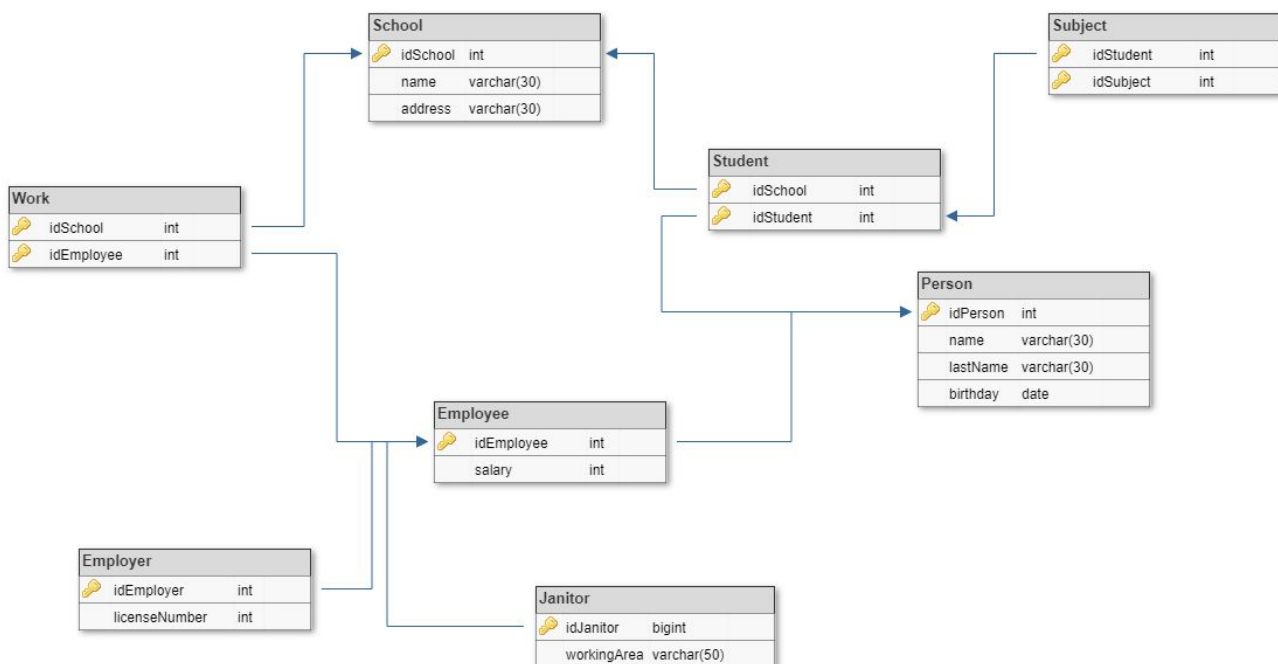 School
idSchool int
name varchar(30)
address varchar(30)
Subject
idStudent int
idSubject int
Student
idSchool int
idStudent int
Work
idSchool int
idEmployee int
Person
idPerson int
name varchar(30)
lastName varchar(30)
birthday date
Employee
idEmployee int
salary int
Employer
idEmployer int
licenseNumber int
Janitor
idJanitor bigint
workingArea varchar(50)